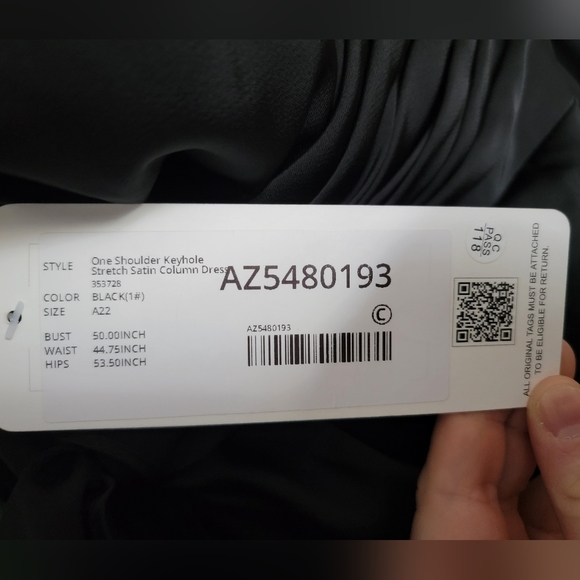 STYLE One Shoulder Keyhole
Stretch Satin Column Dress
353728
COLOR BLACK(1#)
SIZE A22
BUST 50.00INCH
WAIST 44.75INCH
HIPS 53.50INCH
AZ5480193
C
AZ5480193
QC
PASS
118
ALL ORIGINAL TAGS MUST BE ATTACHED
TO BE ELIGIBLE FOR RETURN.